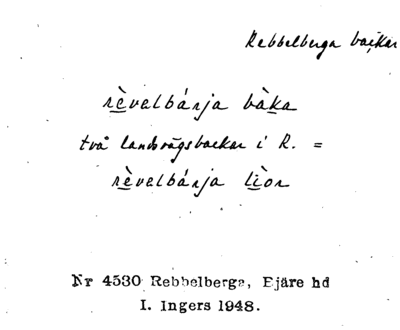 Rebbelberga backar
rèvelbárja bàka
två landsvägsbackar i R. =
rèvelbárja lìor
Nr 4530 Rebbelberga, Bjäre hd
I. Ingers 1948.